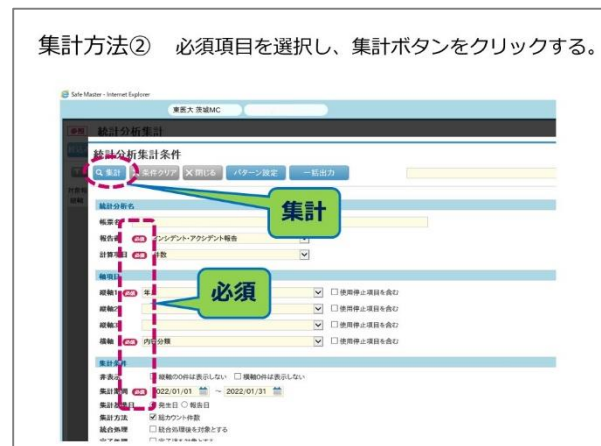 集計方法② 必須項目を選択し、集計ボタンをクリックする。
Safe Master - Internet Explorer
東医大 茨城MC
参照 統計分析集計
統計分析集計条件
集計 条件クリア 閉じる パターン設定 一括出力
集計
統計分析名
帳票名
報告書 必須 インシデント・アクシデント報告
計算項目 必須 件数
必須
軸項目
縦軸1 必須 年 使用停止項目を含む
縦軸2 使用停止項目を含む
縦軸3 使用停止項目を含む
横軸 必須 内容分類 使用停止項目を含む
集計条件
非表示 縦軸の0件は表示しない 横軸0件は表示しない
集計期間 必須 2022/01/01 ~ 2022/01/31
集計基準日 発生日 報告日
集計方法 総カウント件数
統合処理 統合処理後を対象とする